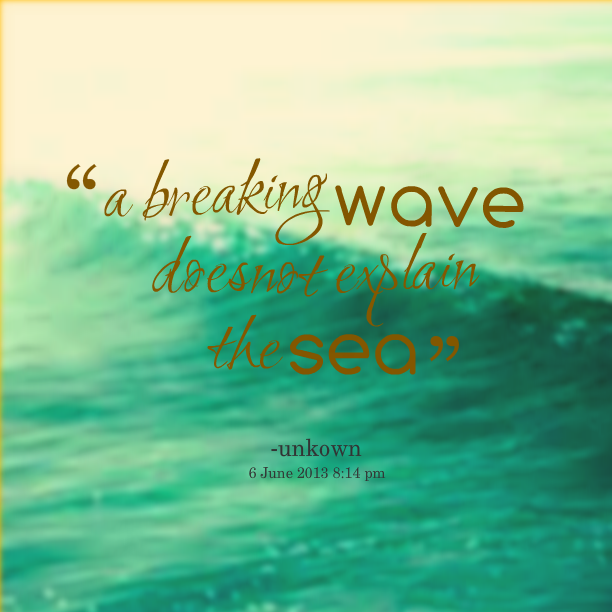 “ a breaking wave
doesnot explain
the sea ”
-unkown
6 June 2013 8:14 pm